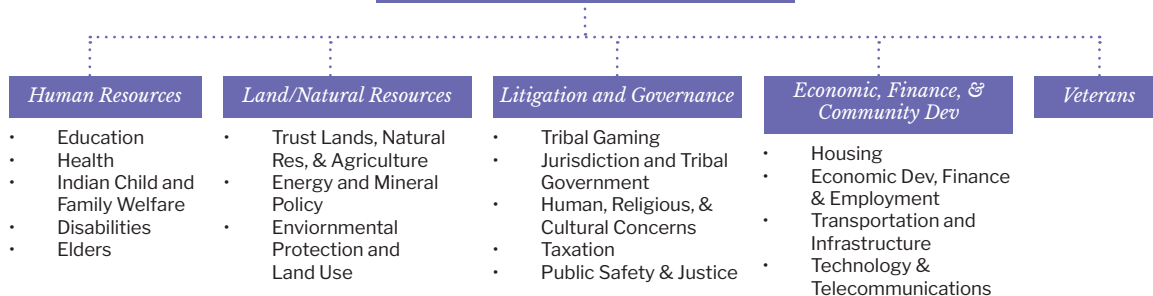 Human Resources
Education
Health
Indian Child and
Family Welfare
Disabilities
Elders
Land/Natural Resources
Trust Lands, Natural
Res, & Agriculture
Energy and Mineral
Policy
Enviornmental
Protection and
Land Use
Litigation and Governance
Tribal Gaming
Jurisdiction and Tribal
Government
Human, Religious, &
Cultural Concerns
Taxation
Public Safety & Justice
Economic, Finance, &
Community Dev
Housing
Economic Dev, Finance
& Employment
Transportation and
Infrastructure
Technology &
Telecommunications
Veterans